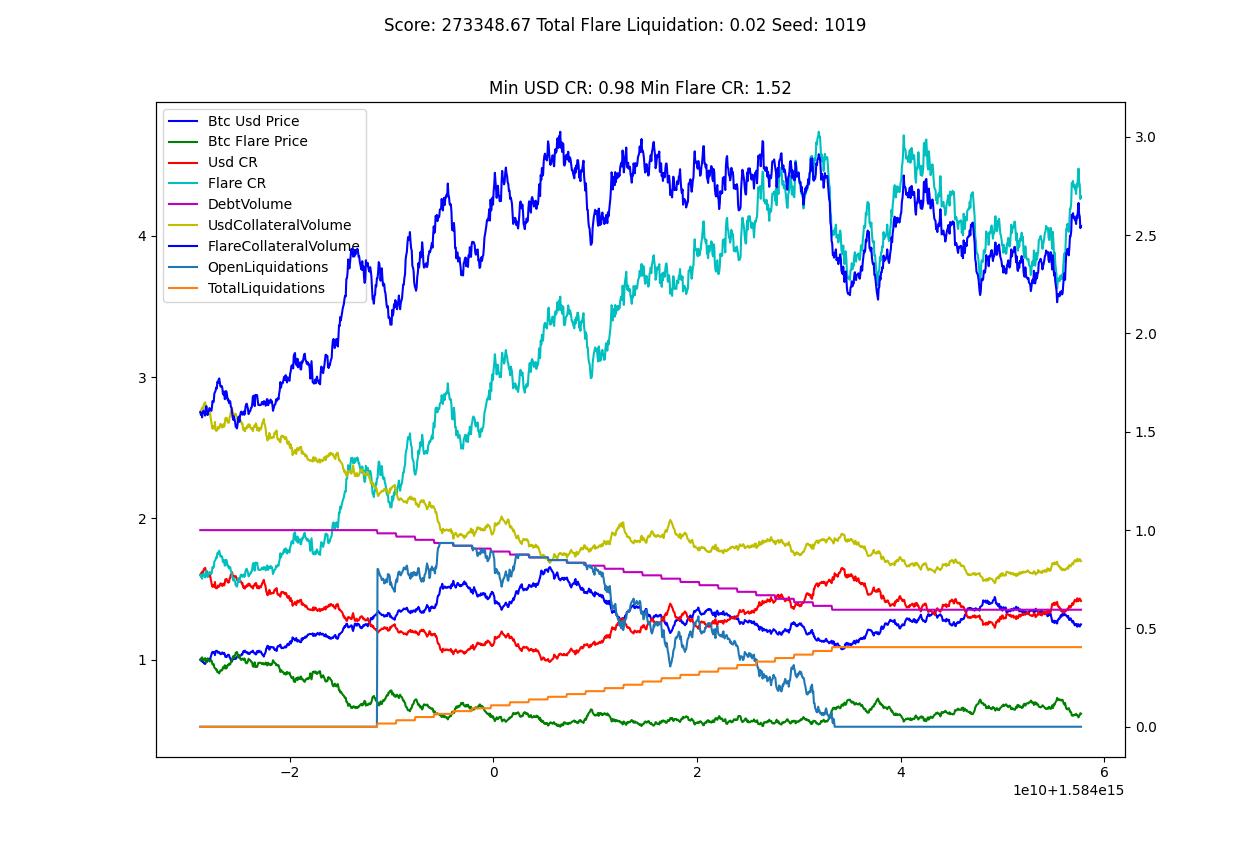 Score: 273348.67 Total Flare Liquidation: 0.02 Seed: 1019
Min USD CR: 0.98 Min Flare CR: 1.52
Btc Usd Price
Btc Flare Price
Usd CR
Flare CR
DebtVolume
UsdCollateralVolume
FlareCollateralVolume
OpenLiquidations
TotalLiquidations
4
3
2
1
3.0
2.5
2.0
1.5
1.0
0.5
0.0
−2 0 2 4 6
1e10+1.584e15